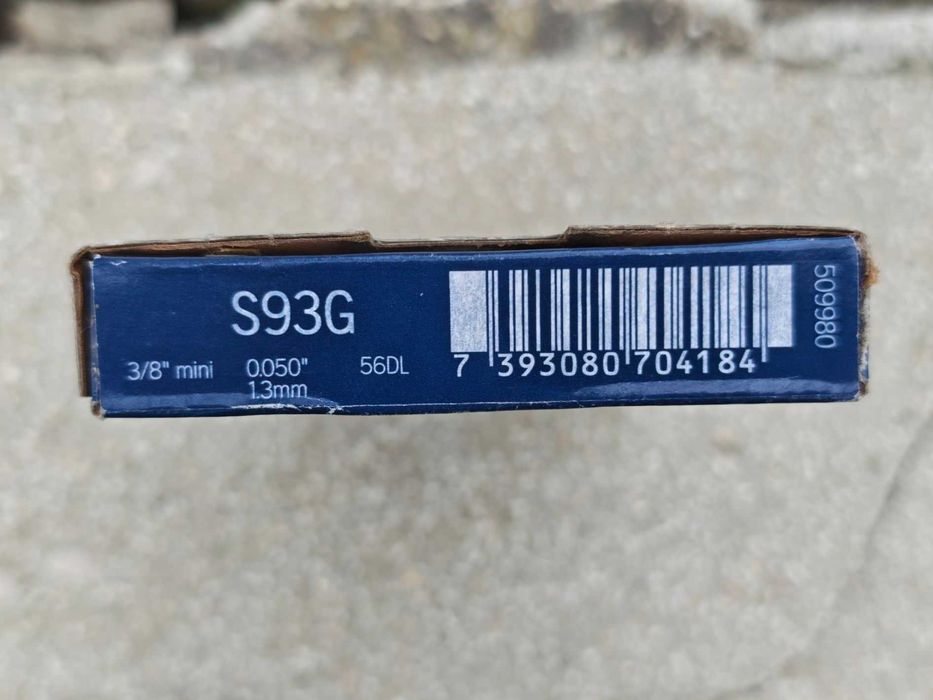 S93G
3/8" mini 0.050" 56DL
1.3mm
7 393080 704184
509980